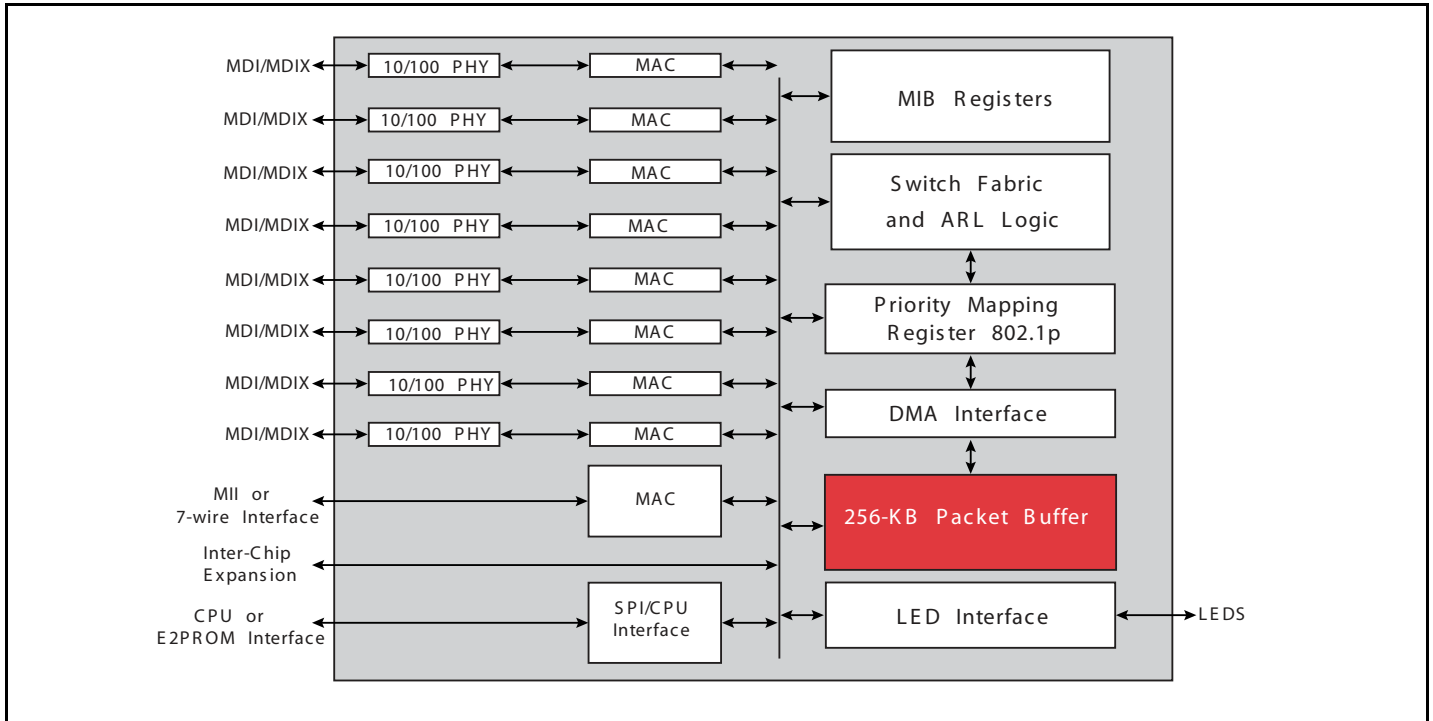 MDI/MDIX 10/100 PHY MAC
MDI/MDIX 10/100 PHY MAC
MDI/MDIX 10/100 PHY MAC
MDI/MDIX 10/100 PHY MAC
MDI/MDIX 10/100 PHY MAC
MDI/MDIX 10/100 PHY MAC
MDI/MDIX 10/100 PHY MAC
MDI/MDIX 10/100 PHY MAC
MII or
7-wire Interface
MAC
Inter-Chip
Expansion
CPU or
E2PROM Interface
SPI/CPU
Interface
MIB Registers
Switch Fabric
and ARL Logic
Priority Mapping
Register 802.1p
DMA Interface
256-KB Packet Buffer
LED Interface
LEDS